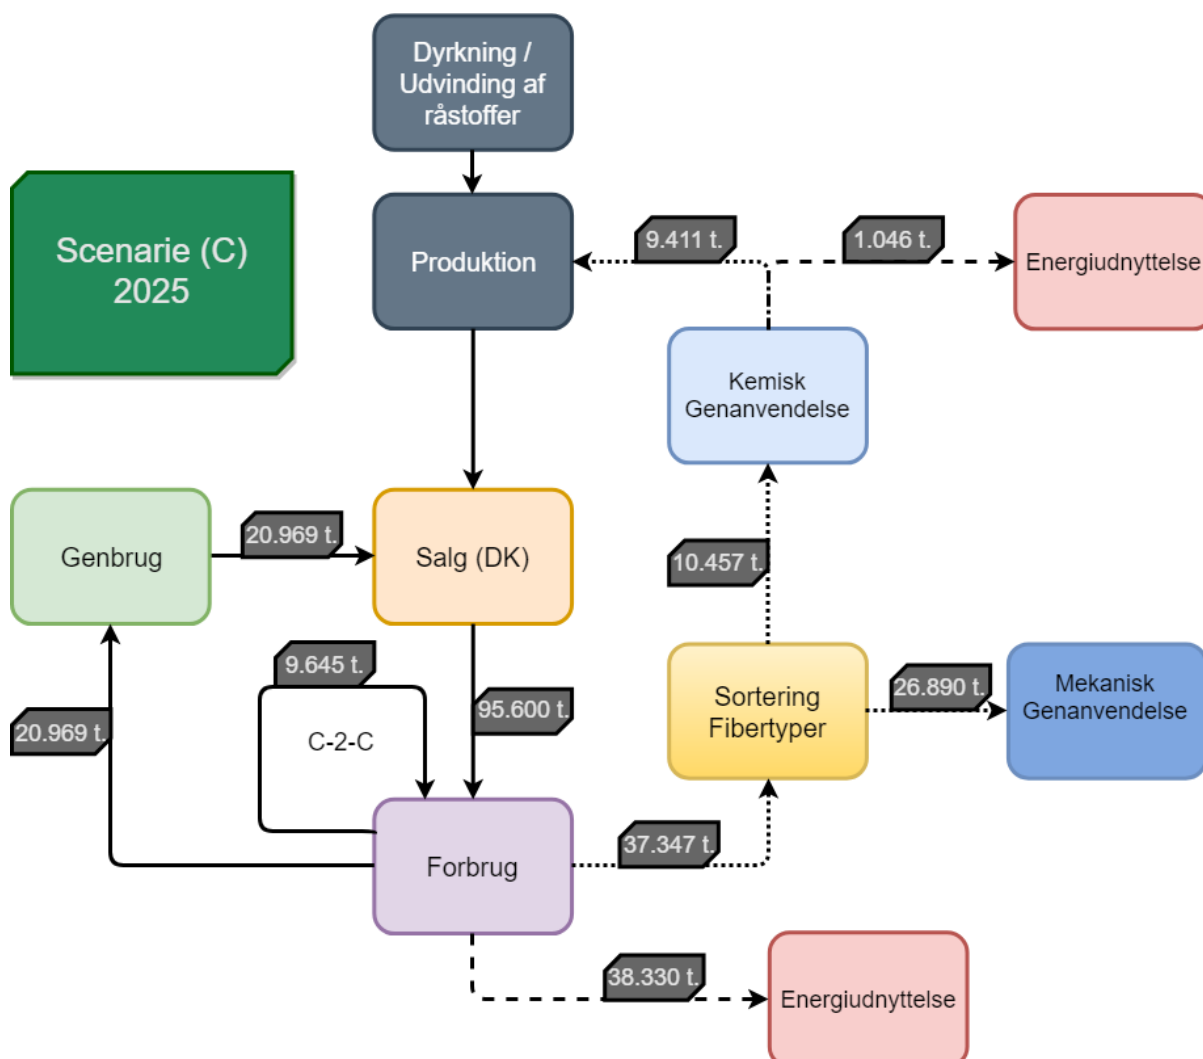 Dyrkning /
Udvinding af
råstoffer
Scenarie (C)
2025
Produktion
9.411 t.
1.046 t.
Energiudnyttelse
Kemisk
Genanvendelse
Genbrug
20.969 t.
Salg (DK)
10.457 t.
9.645 t.
20.969 t.
C-2-C
95.600 t.
Sortering
Fibertyper
26.890 t.
Mekanisk
Genanvendelse
Forbrug
37.347 t.
38.330 t.
Energiudnyttelse